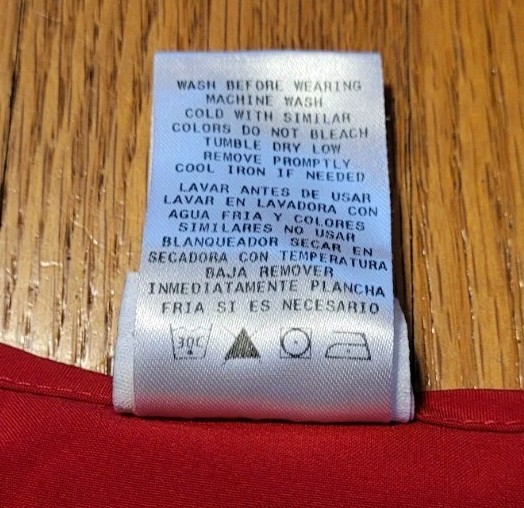 WASH BEFORE WEARING
MACHINE WASH
COLD WITH SIMILAR
COLORS DO NOT BLEACH
TUMBLE DRY LOW
REMOVE PROMPTLY
COOL IRON IF NEEDED
LAVAR ANTES DE USAR
LAVAR EN LAVADORA CON
AGUA FRIA Y COLORES
SIMILARES NO USAR
BLANQUEADOR SECAR EN
SECADORA CON TEMPERATURA
BAJA REMOVER
INMEDIATAMENTE PLANCHA
FRIA SI ES NECESARIO
30C